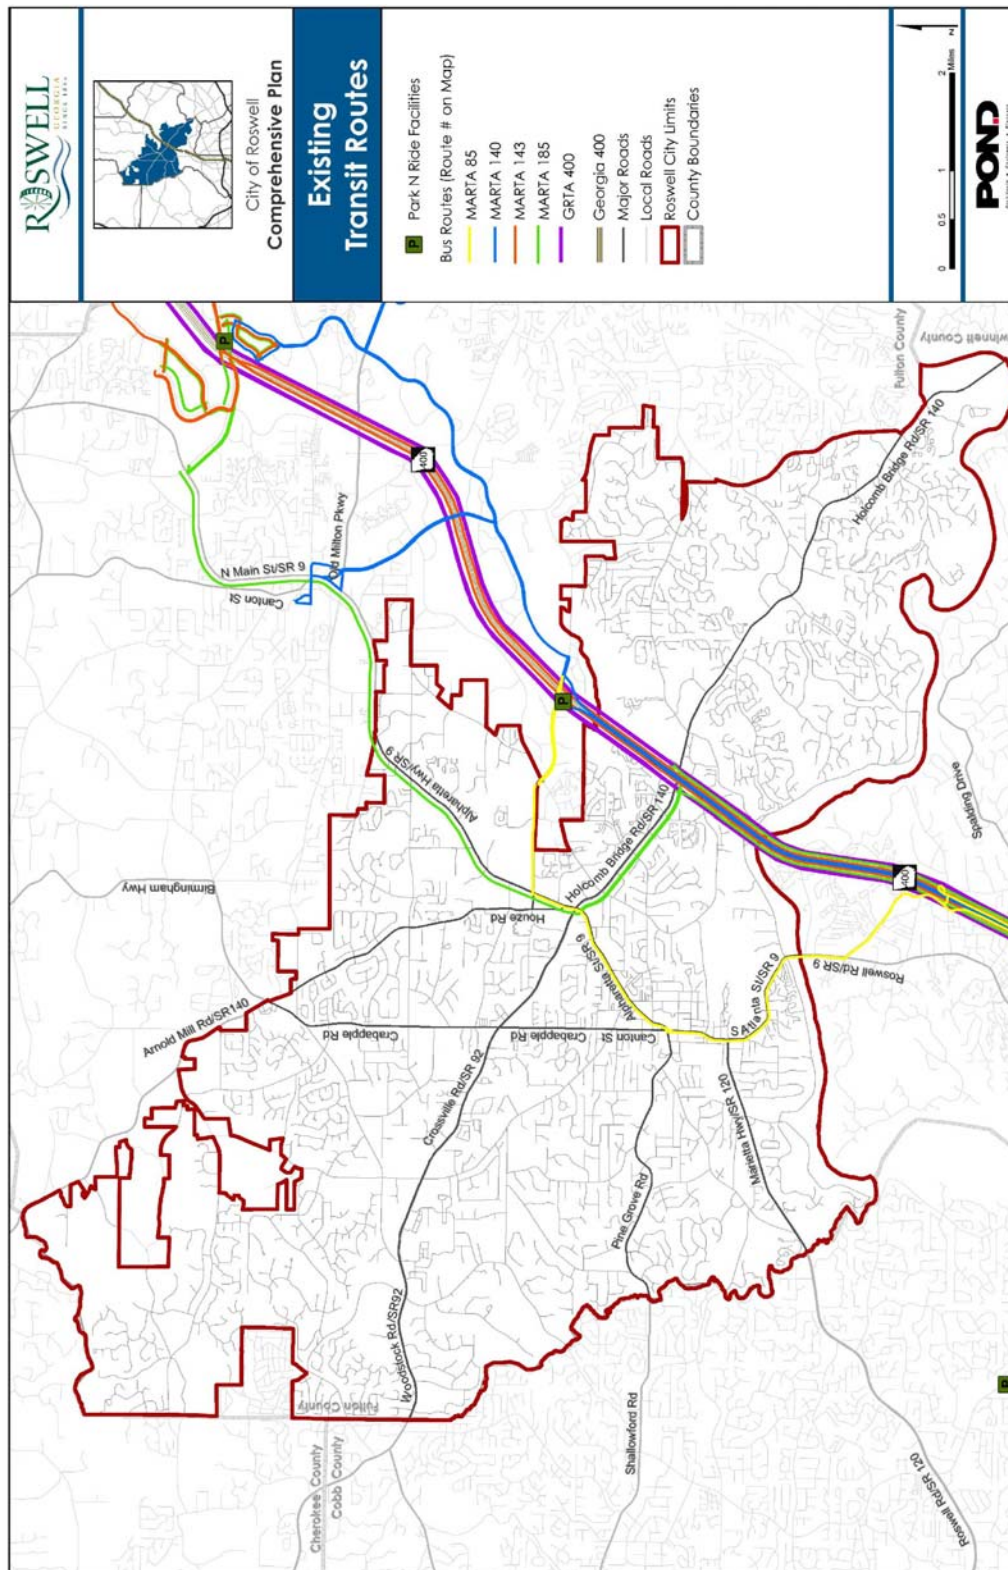 ROSWELL
GEORGIA
City of Roswell
Comprehensive Plan
Existing
Transit Routes
P Park N Ride Facilities
Bus Routes (Route # on Map)
MARTA 85
MARTA 140
MARTA 143
MARTA 185
GRTA 400
Georgia 400
Major Roads
Local Roads
Roswell City Limits
County Boundaries
0 0.5 1 2
Miles
POND
P
400
N Main St/SR 9
Canton St
Old Milton Pkwy
Fulton County
Holcomb Bridge Rd/SR 140
P
Alpharetta Hwy/SR 9
Birmingham Hwy
Houze Rd
Holcomb Bridge Rd/SR 140
Spalding Drive
400
Alpharetta St/SR 9
Roswell Rd/SR 9
S Atlanta St/SR 9
Arnold Mill Rd/SR140
Crabapple Rd
Crabapple Rd
Canton St
Crossville Rd/SR 92
Marietta Hwy/SR 120
Pine Grove Rd
Woodstock Rd/SR92
Fulton County
Cherokee County
Cobb County
Shallowford Rd
Roswell Rd/SR 120
P